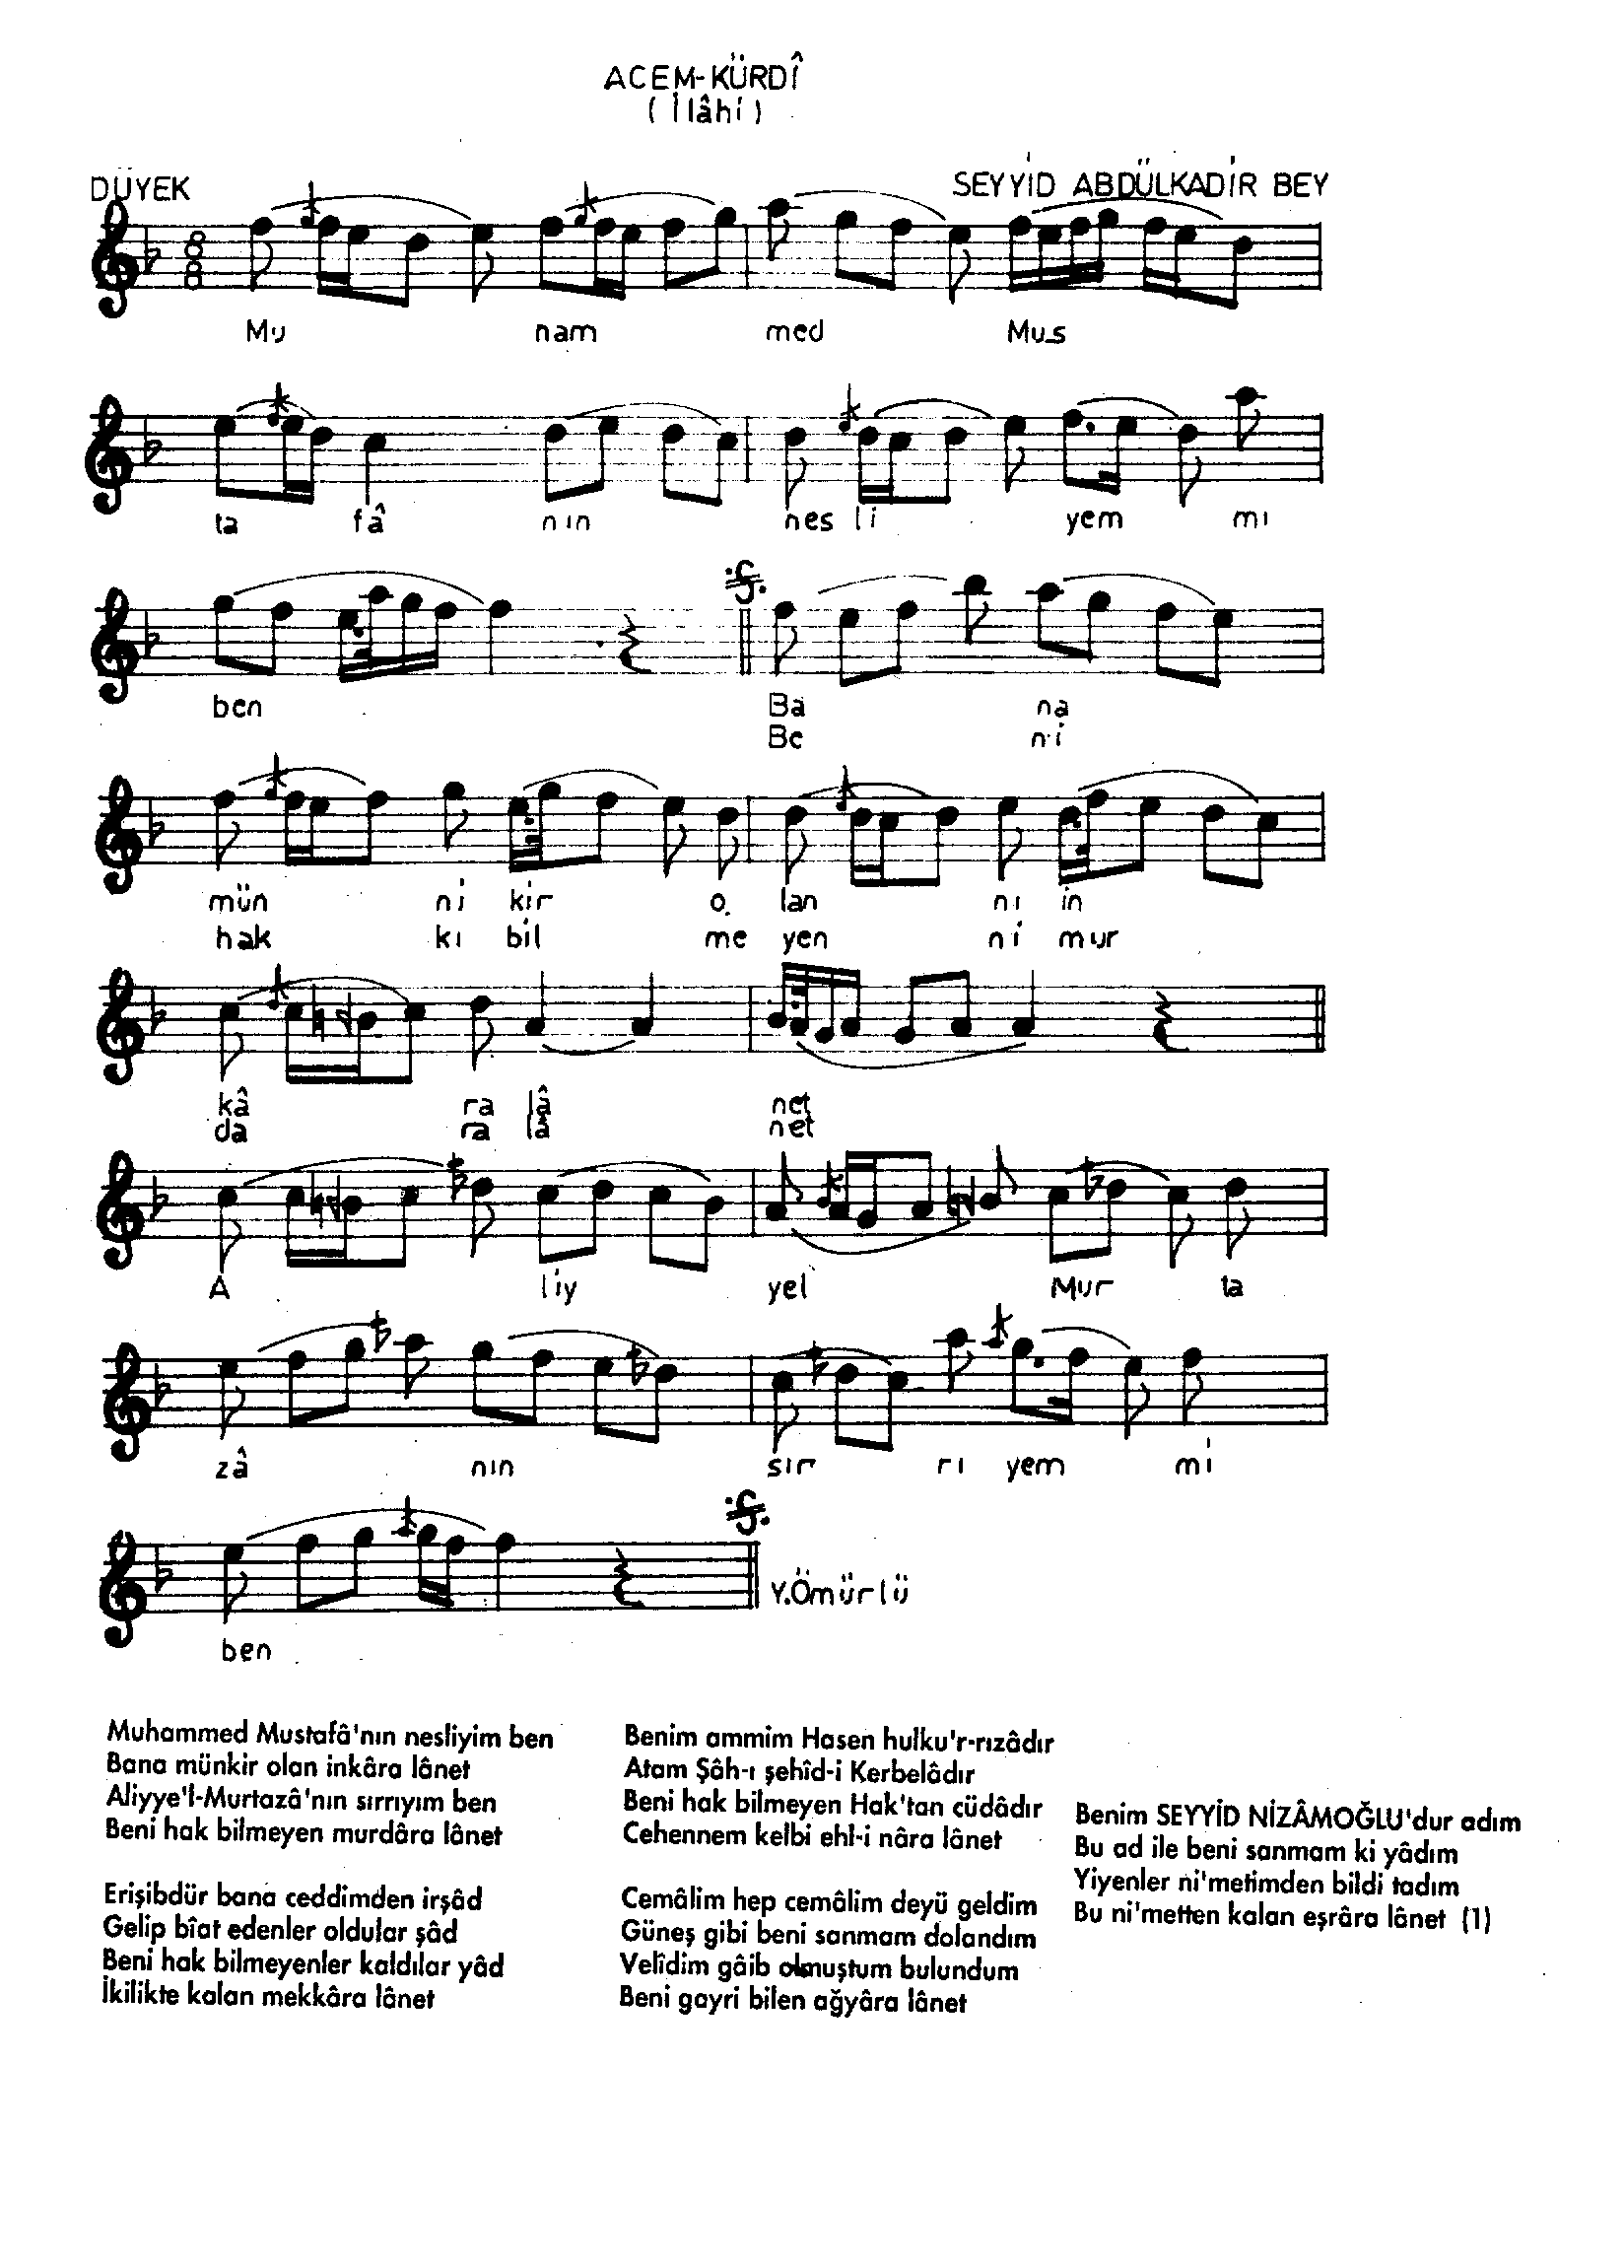 ACEM-KÜRDÎ
(İlâhi)
DÜYEK
SEYYİD ABDÜLKADİR BEY
8
8
Mu nam med Mus
ta fâ nın nes li yem mı
ben Ba na
Be ni
mün ni kir o. lan nı in
hak kı bil me yen ni mur
kâ ra lâ net
da ra lâ net
A liy yel Mur ta
zâ nın sır rı yem mi
ben
Y.Ömürlü
Muhammed Mustafâ'nın nesliyim ben
Bana münkir olan inkâra lânet
Aliyye'l-Murtazâ'nın sırrıyım ben
Beni hak bilmeyen murdâra lânet
Erişibdür bana ceddimden irşâd
Gelip bîat edenler oldular şâd
Beni hak bilmeyenler kaldılar yâd
İkilikte kalan mekkâra lânet
Benim ammim Hasen hulku'r-rızâdır
Atam Şâh-ı şehîd-i Kerbelâdır
Beni hak bilmeyen Hak'tan cüdâdır
Cehennem kelbi ehl-i nâra lânet
Cemâlim hep cemâlim deyü geldim
Güneş gibi beni sanmam dolandım
Velîdim gâib olmuştum bulundum
Beni gayri bilen ağyâra lânet
Benim SEYYİD NİZÂMOĞLU'dur adım
Bu ad ile beni sanmam ki yâdım
Yiyenler ni'metimden bildi tadım
Bu ni'metten kalan eşrâra lânet (1)